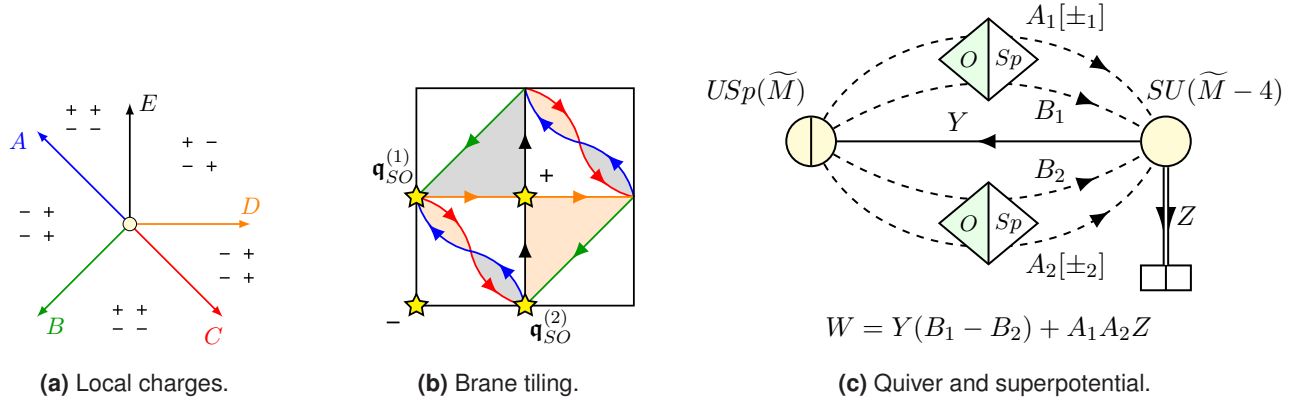 E
+ +
− −
A
+ −
− +
− +
− +
D
− −
+ +
B
+ +
− −
C
(a) Local charges.
𝔮_{SO}^{(1)}
+
−
𝔮_{SO}^{(2)}
(b) Brane tiling.
A_1[±_1]
O Sp
USp(\widetilde{M})
SU(\widetilde{M} − 4)
B_1
Y
B_2
O Sp
Z
A_2[±_2]
W = Y(B_1 − B_2) + A_1A_2Z
(c) Quiver and superpotential.